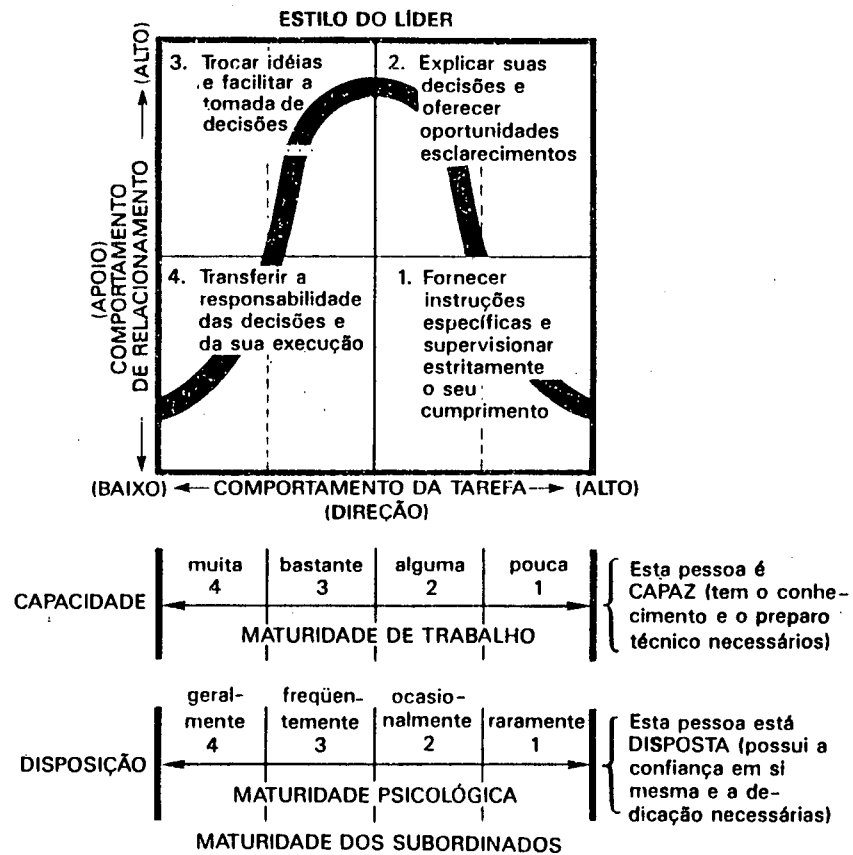 ESTILO DO LÍDER
(ALTO)
(APOIO)
COMPORTAMENTO
DE RELACIONAMENTO
3. Trocar idéias
e facilitar a
tomada de
decisões
2. Explicar suas
decisões e
oferecer
oportunidades
esclarecimentos
4. Transferir a
responsabilidade
das decisões e
da sua execução
1. Fornecer
instruções
específicas e
supervisionar
estritamente
o seu
cumprimento
(BAIXO) COMPORTAMENTO DA TAREFA (ALTO)
(DIREÇÃO)
CAPACIDADE
muita bastante alguma pouca
4 3 2 1
MATURIDADE DE TRABALHO
Esta pessoa é
CAPAZ (tem o conhe-
cimento e o preparo
técnico necessários)
DISPOSIÇÃO
geral- freqüen- ocasio-
mente temente nalmente raramente
4 3 2 1
MATURIDADE PSICOLÓGICA
Esta pessoa está
DISPOSTA (possui a
confiança em si
mesma e a de-
dicação necessárias)
MATURIDADE DOS SUBORDINADOS